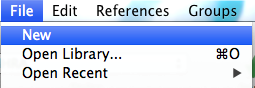 File Edit References Groups
New
Open Library... ⌘O
Open Recent ▶